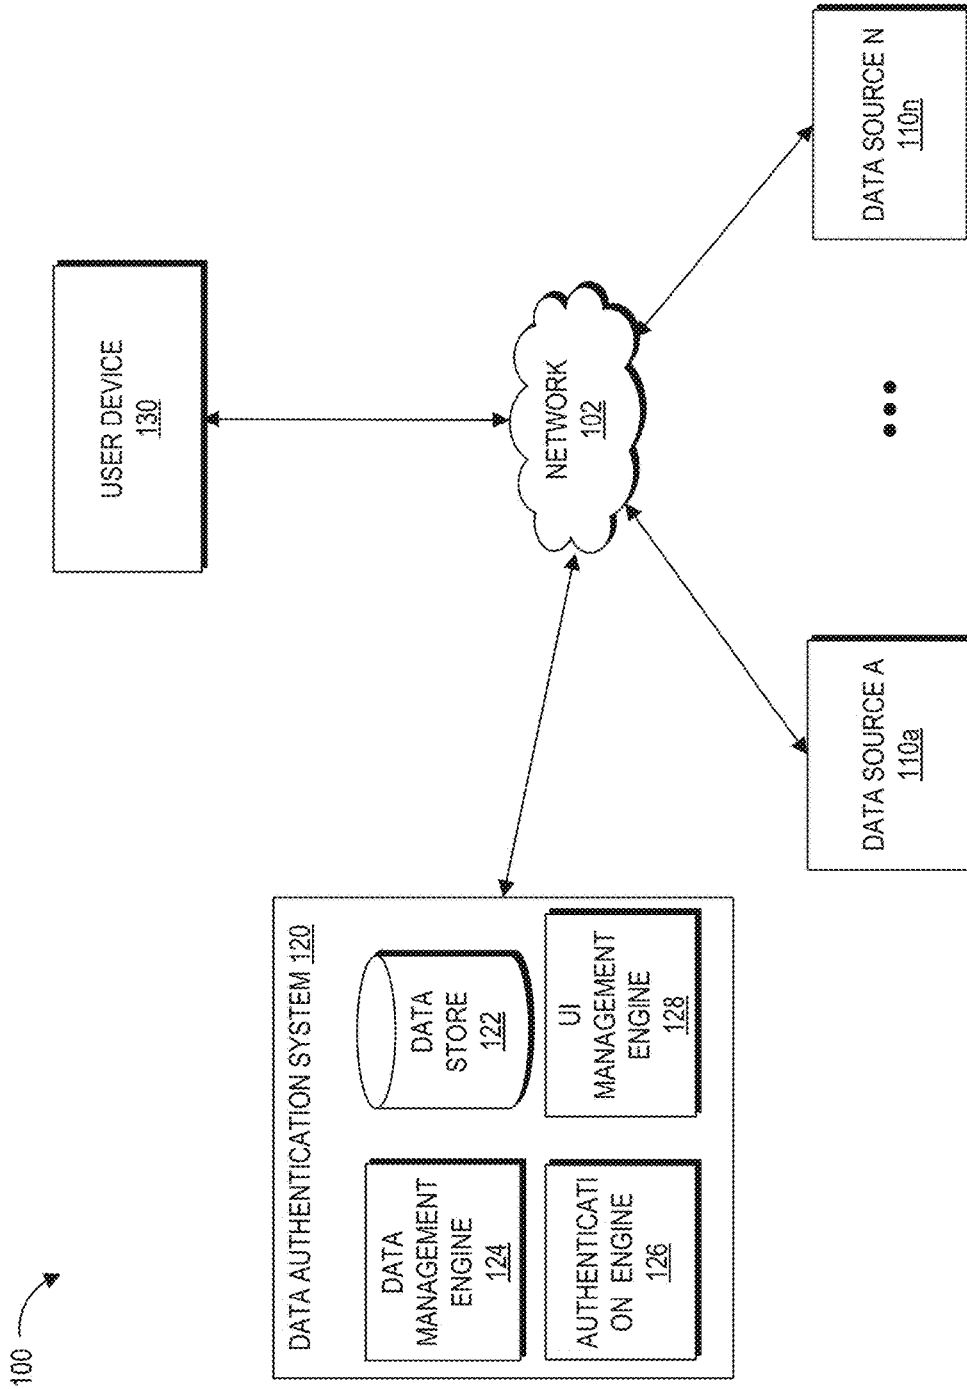 100
DATA AUTHENTICATION SYSTEM 120
DATA
MANAGEMENT
ENGINE
124
DATA
STORE
122
AUTHENTICATI
ON ENGINE
126
UI
MANAGEMENT
ENGINE
128
USER DEVICE
130
NETWORK
102
DATA SOURCE A
110a
DATA SOURCE N
110n